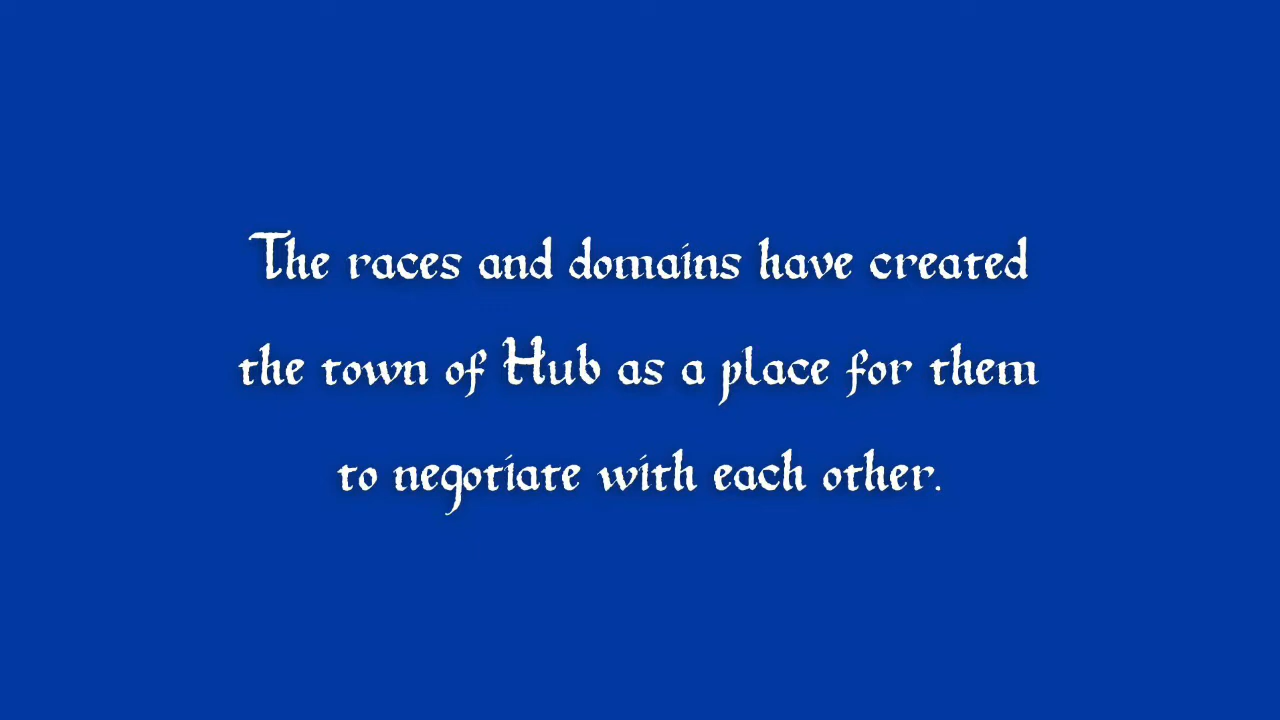 The races and domains have created
the town of Hub as a place for them
to negotiate with each other.